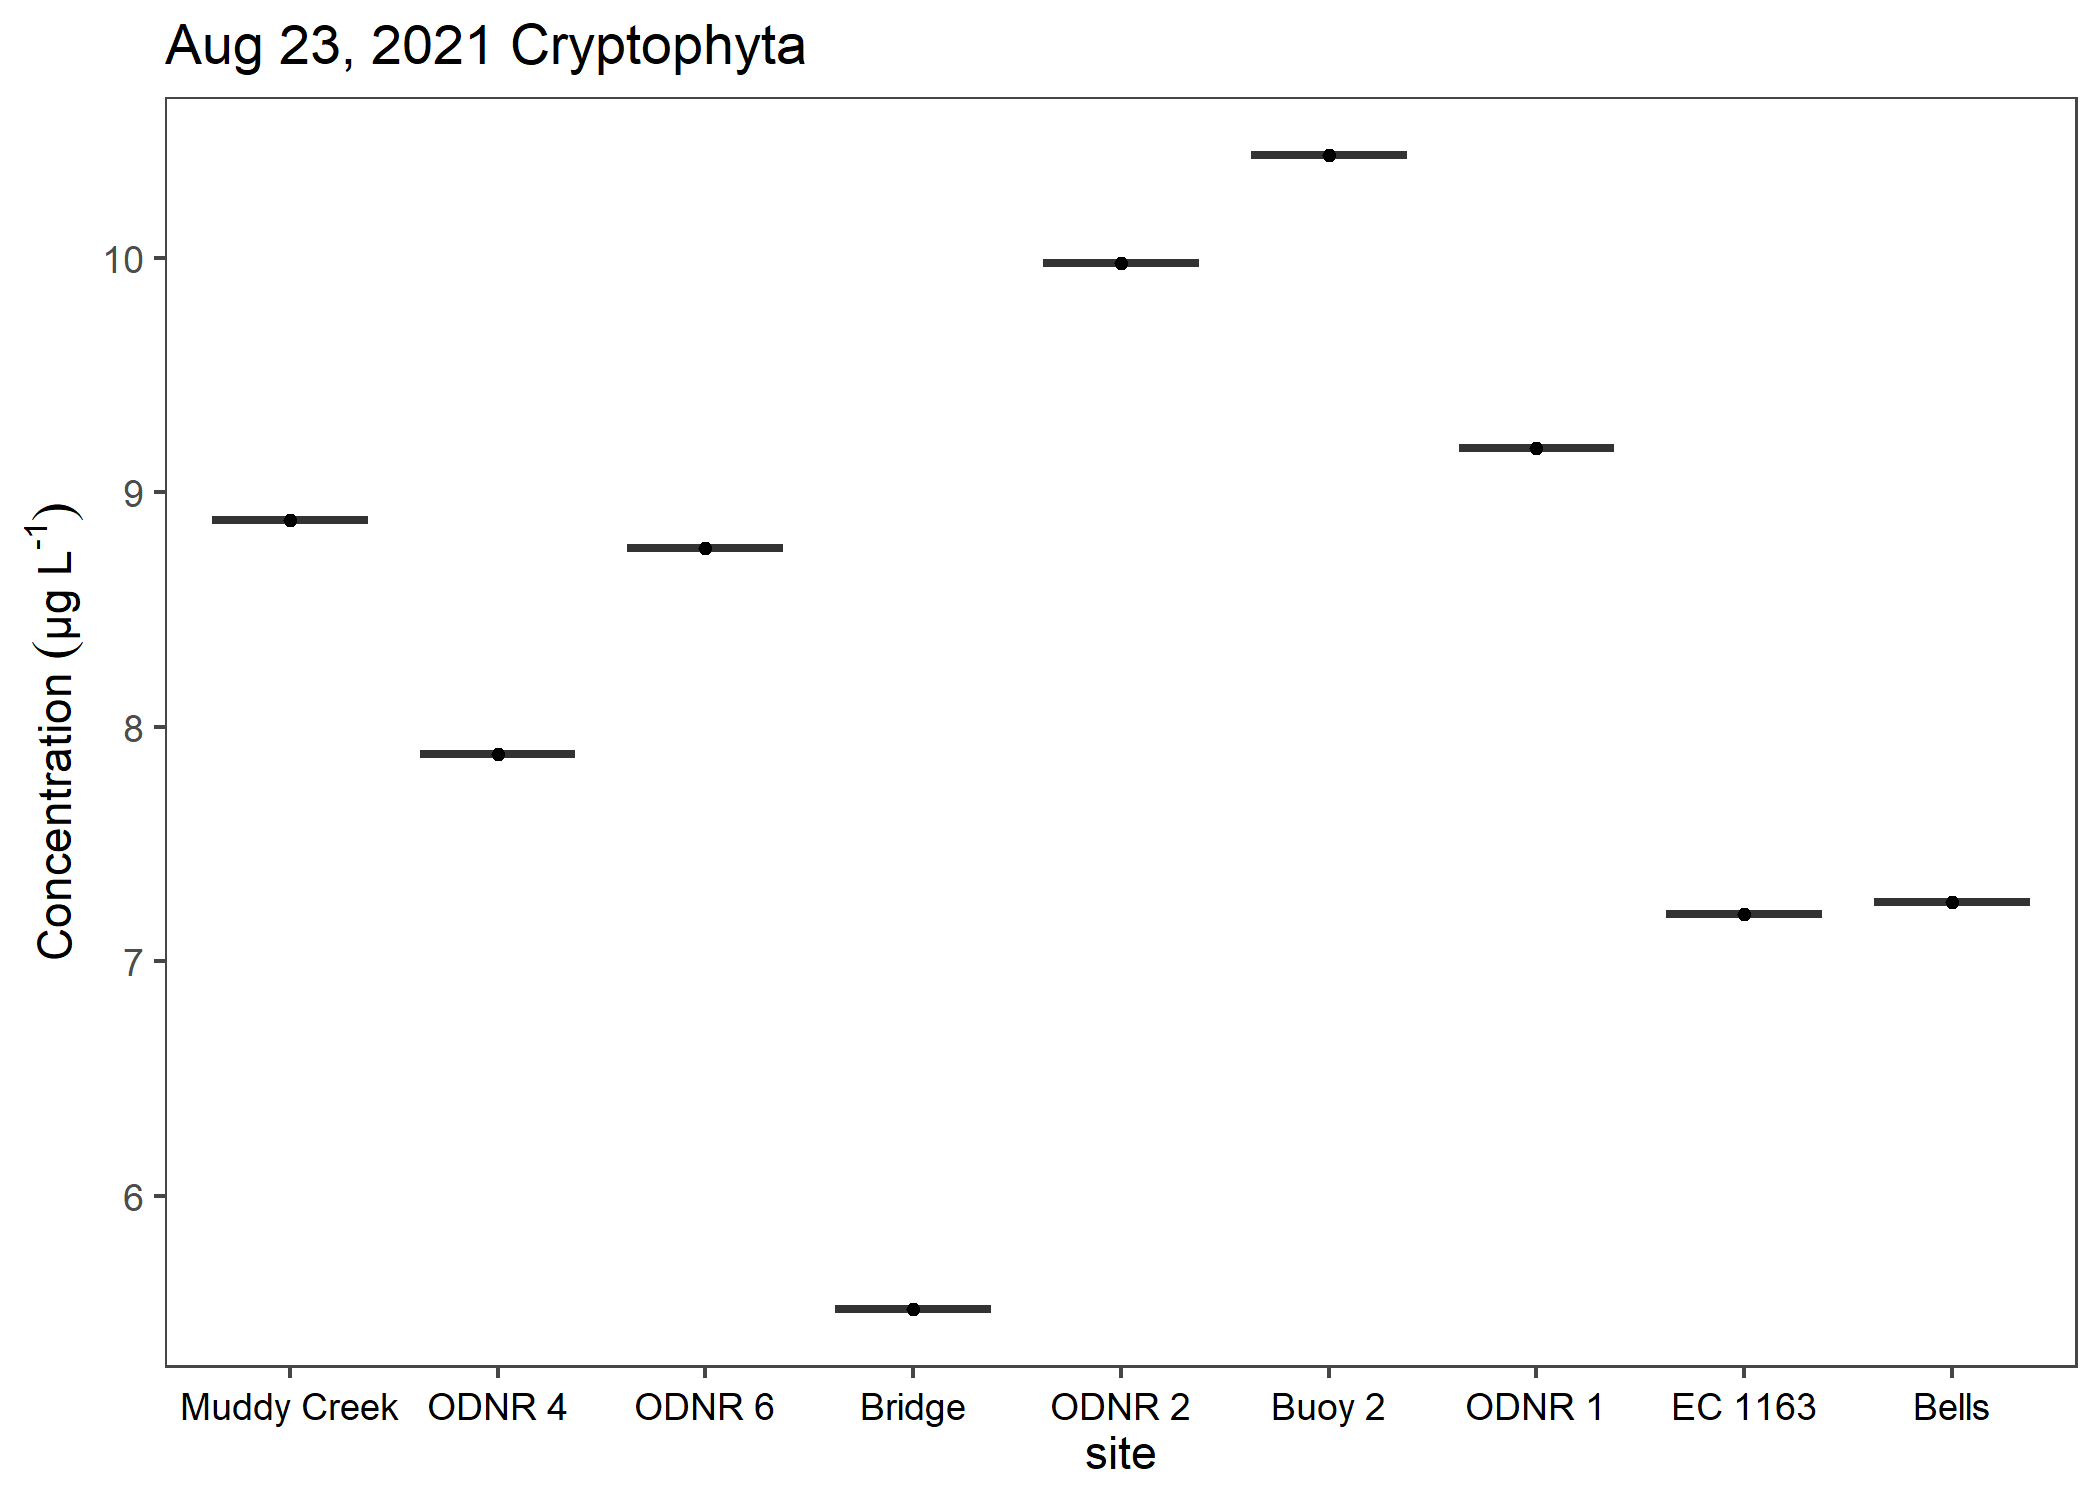 Aug 23, 2021 Cryptophyta
Concentration (µg L-1)
10
9
8
7
6
Muddy Creek ODNR 4 ODNR 6 Bridge ODNR 2 Buoy 2 ODNR 1 EC 1163 Bells
site